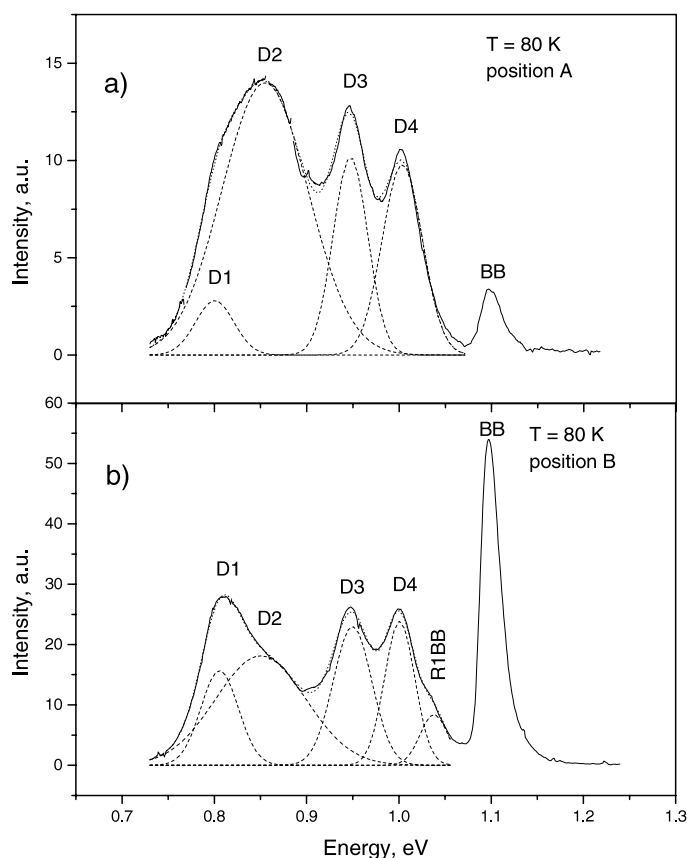 a)
T = 80 K
position A
D2
D3
D4
D1
BB
Intensity, a.u.
15
10
5
0
60
b)
T = 80 K
position B
BB
D1
D2
D3
D4
R1BB
Intensity, a.u.
50
40
30
20
10
0
0.7 0.8 0.9 1.0 1.1 1.2 1.3
Energy, eV